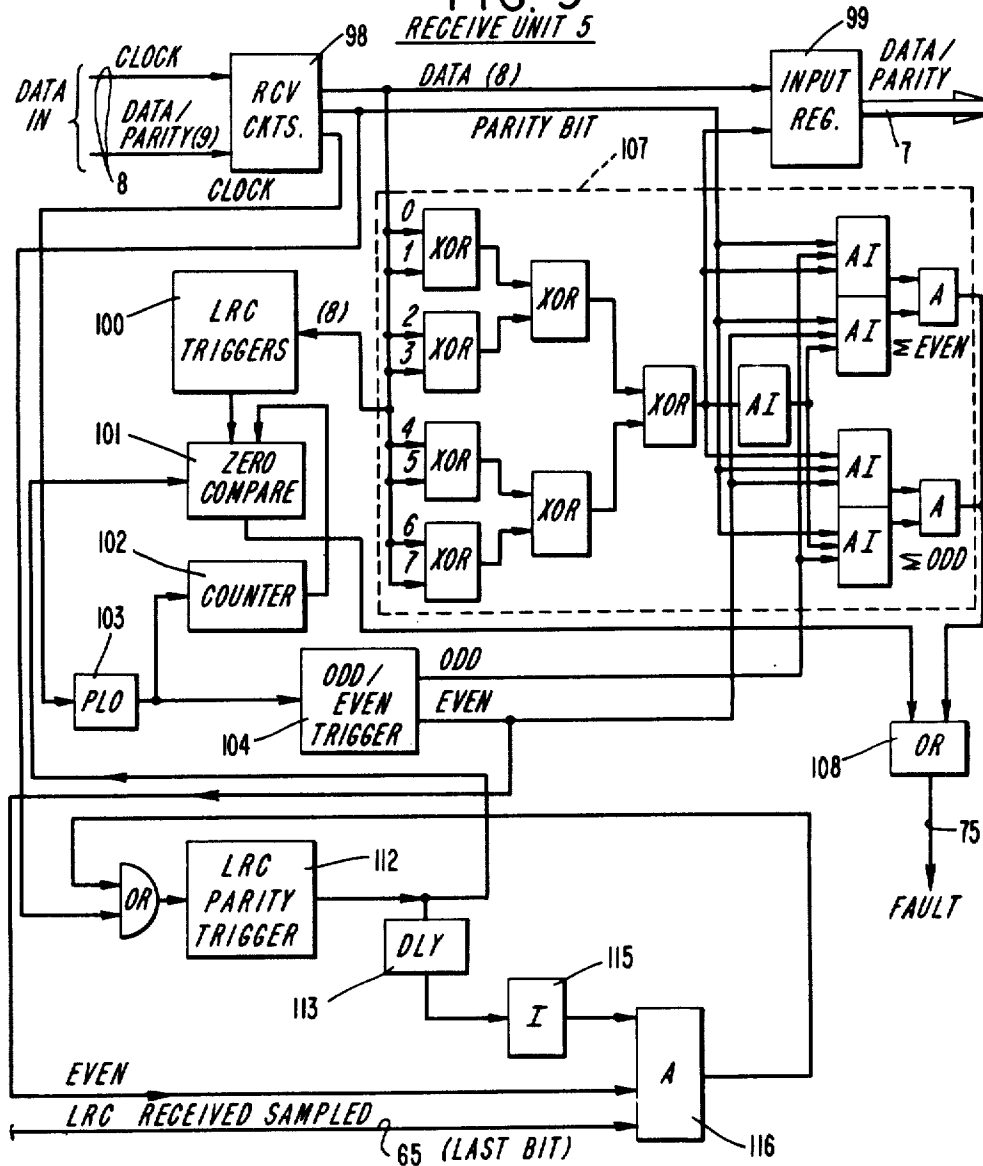 FIG. 5
RECEIVE UNIT 5
98
99
CLOCK
DATA IN
DATA/ PARITY(9)
8
RCV CKTS.
DATA (8)
PARITY BIT
INPUT REG.
DATA/ PARITY
7
CLOCK
107
0
1
XOR
2
3
XOR
XOR
4
5
XOR
6
7
XOR
XOR
XOR
AI
AI
AI
A
EVEN
AI
AI
A
ODD
(8)
100
LRC TRIGGERS
101
ZERO COMPARE
102
COUNTER
103
PLO
104
ODD/ EVEN TRIGGER
ODD
EVEN
108
OR
75
FAULT
OR
112
LRC PARITY TRIGGER
DLY
113
115
I
A
116
EVEN
LRC RECEIVED SAMPLED
65 (LAST BIT)